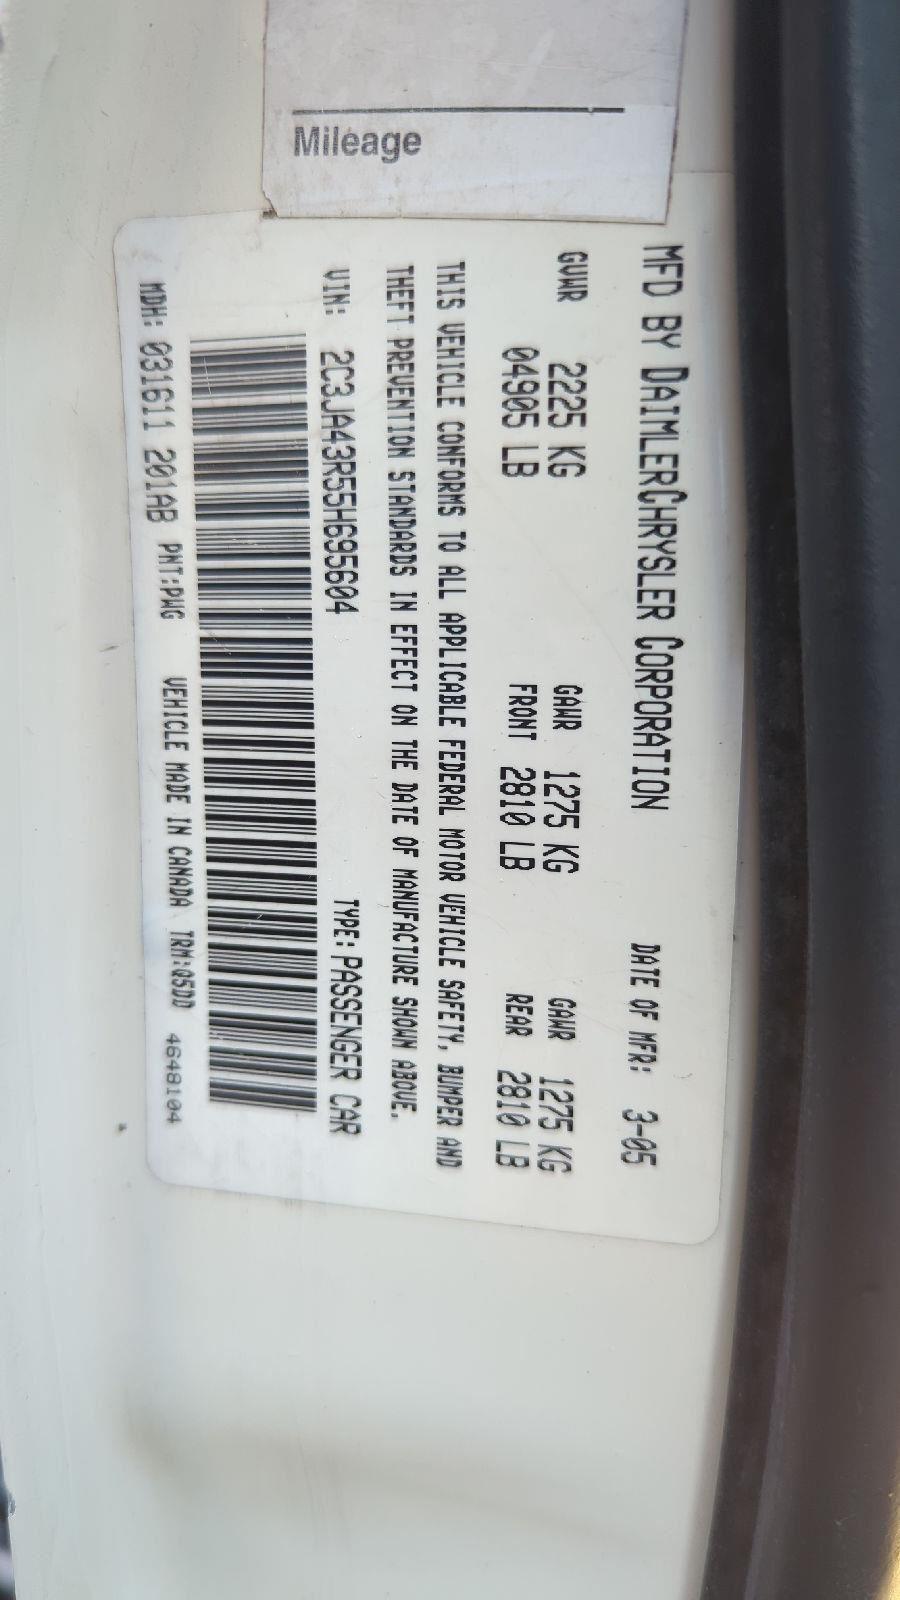 Mileage
MFD BY DAIMLERCHRYSLER CORPORATION DATE OF MFR: 3-05
GVWR 2225 KG GAWR 1275 KG GAWR 1275 KG
04905 LB FRONT 2810 LB REAR 2810 LB
THIS VEHICLE CONFORMS TO ALL APPLICABLE FEDERAL MOTOR VEHICLE SAFETY, BUMPER AND
THEFT PREVENTION STANDARDS IN EFFECT ON THE DATE OF MANUFACTURE SHOWN ABOVE.
VIN: 2C3JA43R55H695604 TYPE: PASSENGER CAR
MDH: 031611 201AB PNT:PWG VEHICLE MADE IN CANADA TRM:Q5DD 4648104